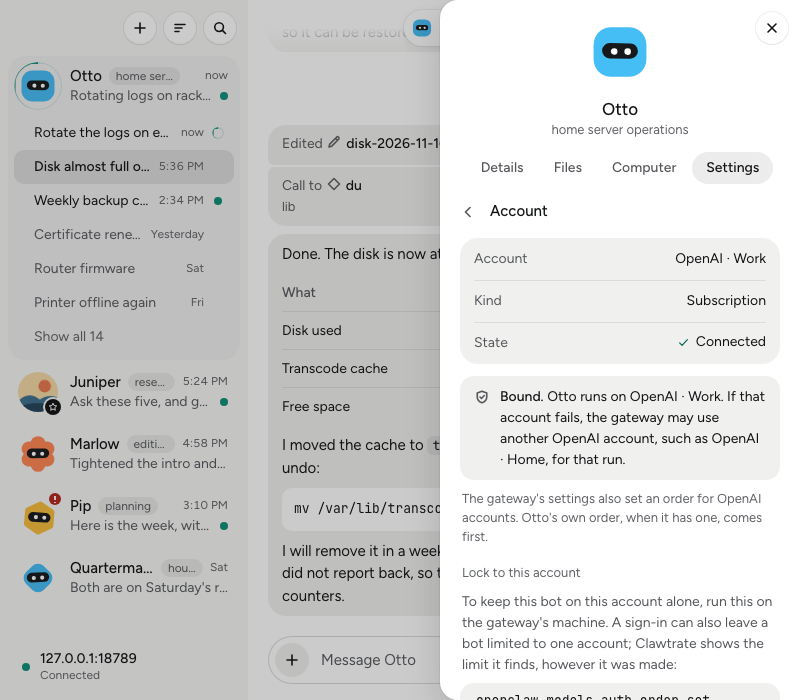 Otto home ser... now
Rotating logs on rack...
Rotate the logs on e... now
Disk almost full o... 5:36 PM
Weekly backup c... 2:34 PM
Certificate rene... Yesterday
Router firmware Sat
Printer offline again Fri
Show all 14
Juniper rese... 5:24 PM
Ask these five, and g...
Marlow editi... 4:58 PM
Tightened the intro and...
Pip planning 3:10 PM
Here is the week, wit...
Quarterma... hou... Sat
Both are on Saturday's r...
127.0.0.1:18789
Connected
so it can be restor
Edited disk-2026-11-1
Call to du
lib
Done. The disk is now at
What
Disk used
Transcode cache
Free space
I moved the cache to
undo:
mv /var/lib/transco
I will remove it in a week
did not report back, so t
counters.
Message Otto
Otto
home server operations
Details Files Computer Settings
Account
Account OpenAI · Work
Kind Subscription
State Connected
Bound. Otto runs on OpenAI · Work. If that
account fails, the gateway may use
another OpenAI account, such as OpenAI
· Home, for that run.
The gateway's settings also set an order for OpenAI
accounts. Otto's own order, when it has one, comes
first.
Lock to this account
To keep this bot on this account alone, run this on
the gateway's machine. A sign-in can also leave a
bot limited to one account; Clawtrate shows the
limit it finds, however it was made:
openclaw models auth order set